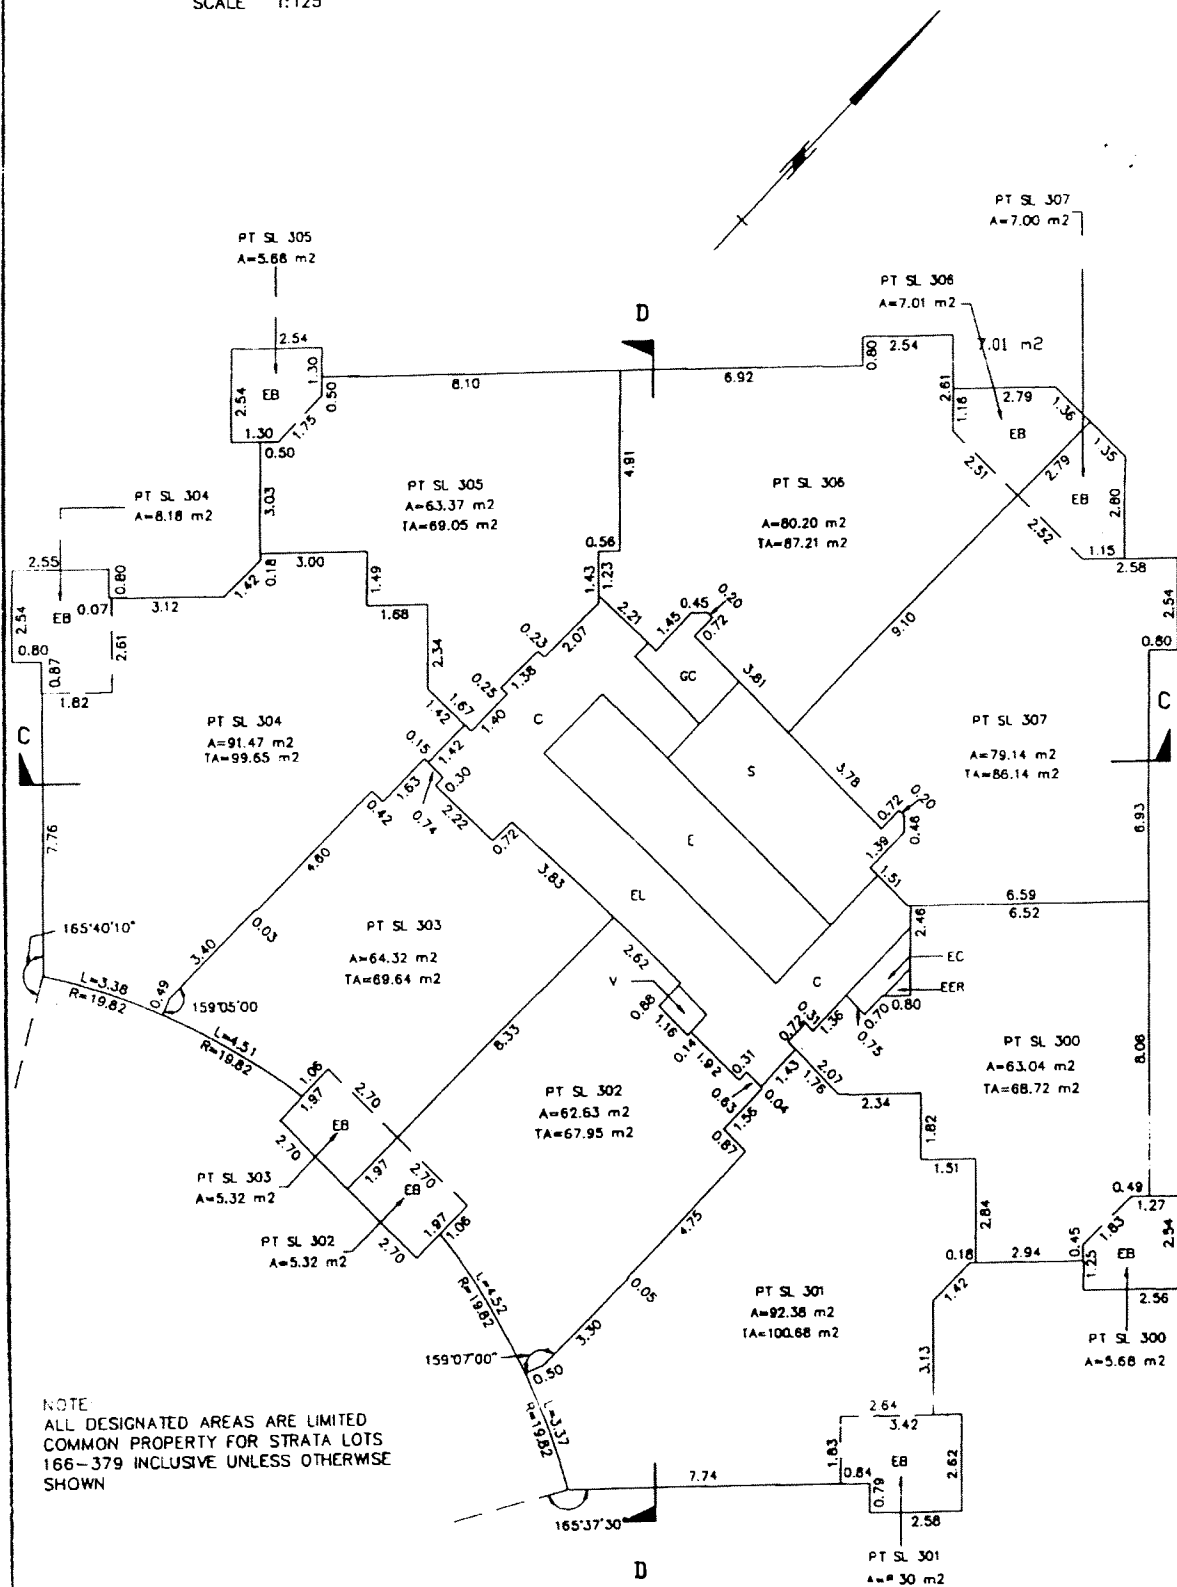 SCALE 1:125
PT SL 307
A=7.00 m2
PT SL 305
A=5.68 m2
PT SL 306
A=7.01 m2
D
2.54
7.01 m2
0.80
2.54
1.30
0.50
8.10
6.92
2.61
1.16
2.79
1.36
2.54
EB
1.30
1.75
0.50
EB
1.35
2.51
2.79
4.91
PT SL 304
A=8.18 m2
3.03
PT SL 305
A=63.37 m2
TA=69.05 m2
PT SL 306
A=80.20 m2
TA=87.21 m2
EB
2.80
2.52
1.15
2.58
2.55
0.80
0.18
3.00
0.56
1.42
1.49
1.43
1.23
2.54
EB
0.07
3.12
1.68
2.54
0.80
0.87
2.61
1.82
2.34
2.21
1.45
0.45
0.20
0.72
0.23
2.07
9.10
0.80
GC
3.81
1.38
0.25
1.67
1.42
1.40
C
C
PT SL 304
A=91.47 m2
TA=99.65 m2
PT SL 307
A=79.14 m2
TA=86.14 m2
C
0.15
1.42
S
3.78
0.30
1.63
0.74
0.42
2.22
0.72
0.72
0.20
0.48
7.76
4.60
E
1.39
6.93
3.83
EL
1.51
6.59
6.52
2.46
165°40'10"
0.03
3.40
PT SL 303
A=64.32 m2
TA=69.64 m2
2.62
V
C
EC
EER
L=3.38
R=19.82
0.49
159°05'00
0.88
1.16
0.14
0.72
0.31
1.36
0.70
0.80
0.75
L=4.51
R=19.82
8.33
1.92
0.31
0.63
0.04
1.43
1.76
2.07
PT SL 300
A=63.04 m2
TA=68.72 m2
8.06
1.06
1.97
2.70
EB
PT SL 302
A=62.63 m2
TA=67.95 m2
1.56
0.87
2.34
1.82
1.51
2.70
PT SL 303
A=5.32 m2
1.97
2.70
EB
PT SL 302
A=5.32 m2
1.97
1.06
2.70
4.75
2.84
0.49
1.27
1.83
0.45
2.54
0.18
2.94
1.25
EB
1.42
2.56
L=4.52
R=19.82
0.05
3.30
PT SL 301
A=92.38 m2
TA=100.68 m2
PT SL 300
A=5.68 m2
159°07'00"
0.50
3.13
L=3.37
R=19.82
2.64
3.42
1.83
EB
2.62
0.84
0.79
2.58
7.74
165°37'30"
D
PT SL 301
30 m2
NOTE:
ALL DESIGNATED AREAS ARE LIMITED
COMMON PROPERTY FOR STRATA LOTS
166-379 INCLUSIVE UNLESS OTHERWISE
SHOWN